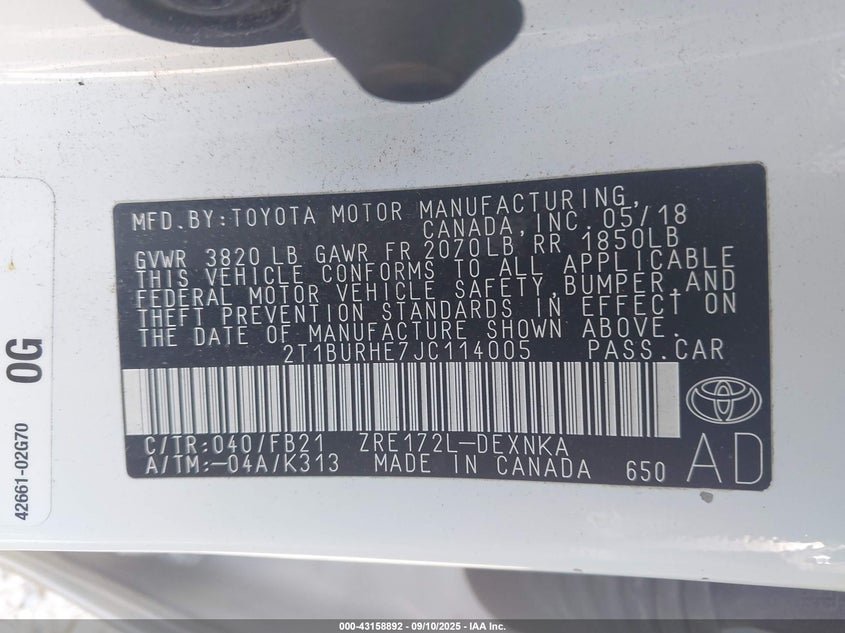 MFD.BY:TOYOTA MOTOR MANUFACTURING,
CANADA,INC. 05/18
GVWR 3820 LB GAWR FR 2070LB, RR 1850LB
THIS VEHICLE CONFORMS TO ALL APPLICABLE
FEDERAL MOTOR VEHICLE SAFETY,BUMPER,AND
THEFT PREVENTION STANDARDS IN EFFECT ON
THE DATE OF MANUFACTURE SHOWN ABOVE.
2T1BURHE7JC114005 PASS.CAR
C/TR:040/FB21 ZRE172L-DEXNKA
A/TM:-04A/K313 MADE IN CANADA 650
AD
42661-02G70 0G
000-43158892 - 09/10/2025 - IAA Inc.